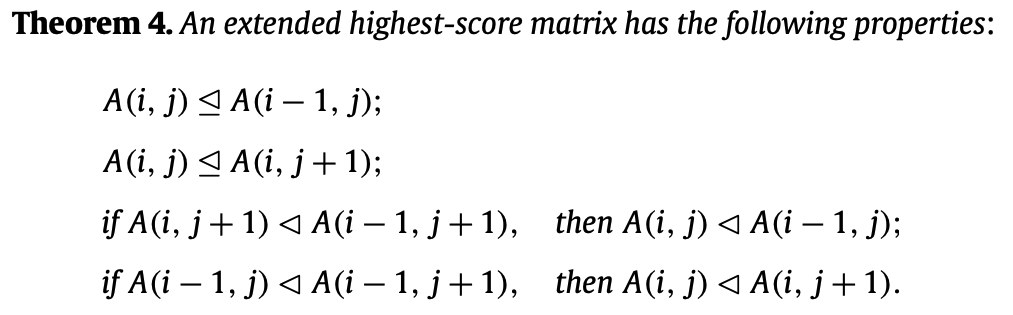 Theorem 4. An extended highest-score matrix has the following properties:
A(i, j) ⊴ A(i − 1, j);
A(i, j) ⊴ A(i, j + 1);
if A(i, j + 1) ◁ A(i − 1, j + 1), then A(i, j) ◁ A(i − 1, j);
if A(i − 1, j) ◁ A(i − 1, j + 1), then A(i, j) ◁ A(i, j + 1).